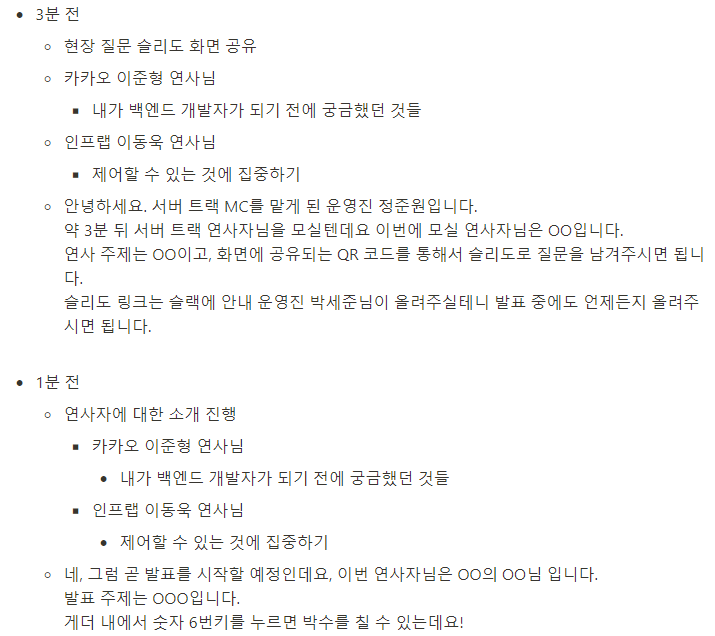 3분 전
현장 질문 슬리도 화면 공유
카카오 이준형 연사님
내가 백엔드 개발자가 되기 전에 궁금했던 것들
인프랩 이동욱 연사님
제어할 수 있는 것에 집중하기
안녕하세요. 서버 트랙 MC를 맡게 된 운영진 정준원입니다.
약 3분 뒤 서버 트랙 연사자님을 모실텐데요 이번에 모실 연사자님은 OO입니다.
연사 주제는 OO이고, 화면에 공유되는 QR 코드를 통해서 슬리도로 질문을 남겨주시면 됩니
다.
슬리도 링크는 슬랙에 안내 운영진 박세준님이 올려주실테니 발표 중에도 언제든지 올려주
시면 됩니다.
1분 전
연사자에 대한 소개 진행
카카오 이준형 연사님
내가 백엔드 개발자가 되기 전에 궁금했던 것들
인프랩 이동욱 연사님
제어할 수 있는 것에 집중하기
네, 그럼 곧 발표를 시작할 예정인데요, 이번 연사자님은 OO의 OO님 입니다.
발표 주제는 OOO입니다.
게더 내에서 숫자 6번키를 누르면 박수를 칠 수 있는데요!